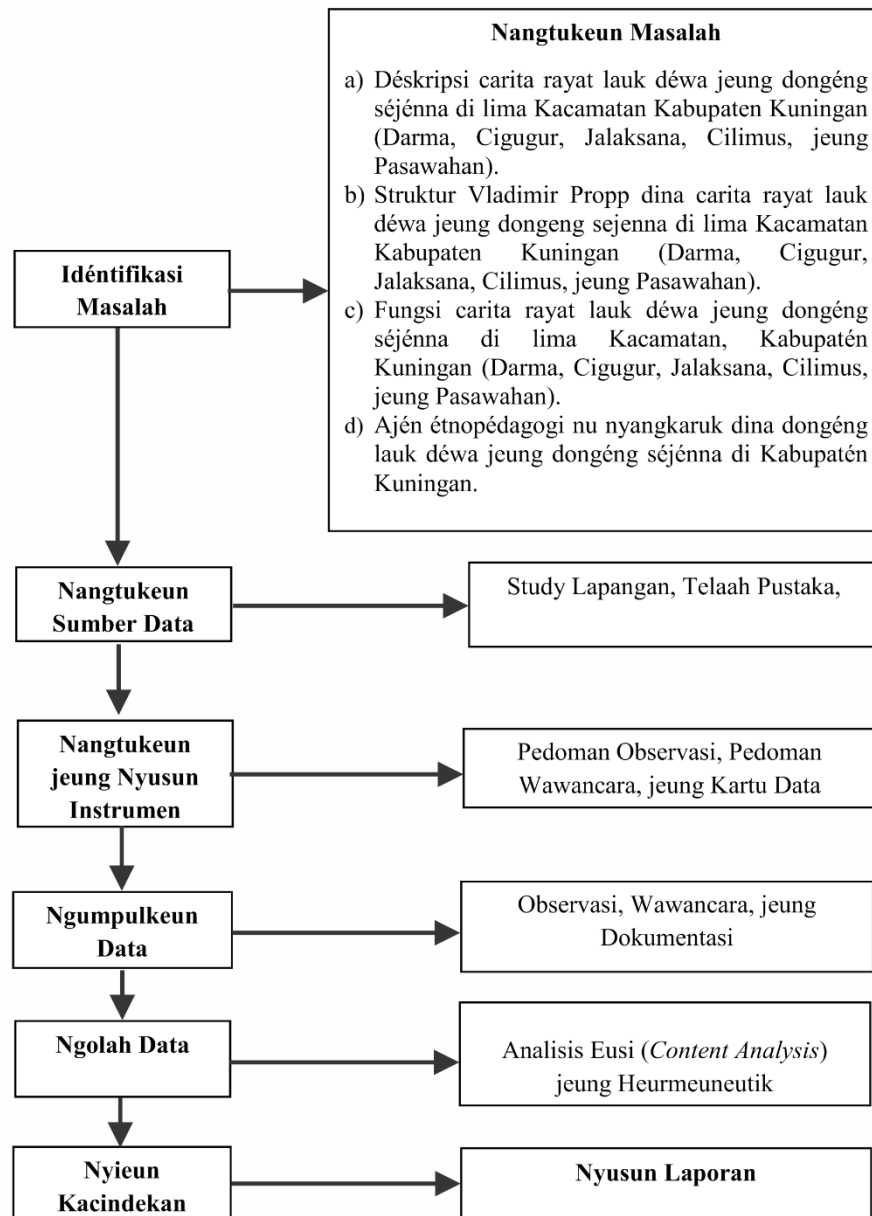 Nangtukeun Masalah
a) Déskripsi carita rayat lauk déwa jeung dongéng
séjénna di lima Kacamatan Kabupaten Kuningan
(Darma, Cigugur, Jalaksana, Cilimus, jeung
Pasawahan).
b) Struktur Vladimir Propp dina carita rayat lauk
déwa jeung dongeng sejenna di lima Kacamatan
Kabupaten Kuningan (Darma, Cigugur,
Jalaksana, Cilimus, jeung Pasawahan).
c) Fungsi carita rayat lauk déwa jeung dongéng
séjénna di lima Kacamatan, Kabupatén
Kuningan (Darma, Cigugur, Jalaksana, Cilimus,
jeung Pasawahan).
d) Ajén étnopédagogi nu nyangkaruk dina dongéng
lauk déwa jeung dongéng séjénna di Kabupatén
Kuningan.
Idéntifikasi
Masalah
Nangtukeun
Sumber Data
Study Lapangan, Telaah Pustaka,
Nangtukeun
jeung Nyusun
Instrumen
Pedoman Observasi, Pedoman
Wawancara, jeung Kartu Data
Ngumpulkeun
Data
Observasi, Wawancara, jeung
Dokumentasi
Ngolah Data
Analisis Eusi (Content Analysis)
jeung Heurmeuneutik
Nyieun
Kacindekan
Nyusun Laporan